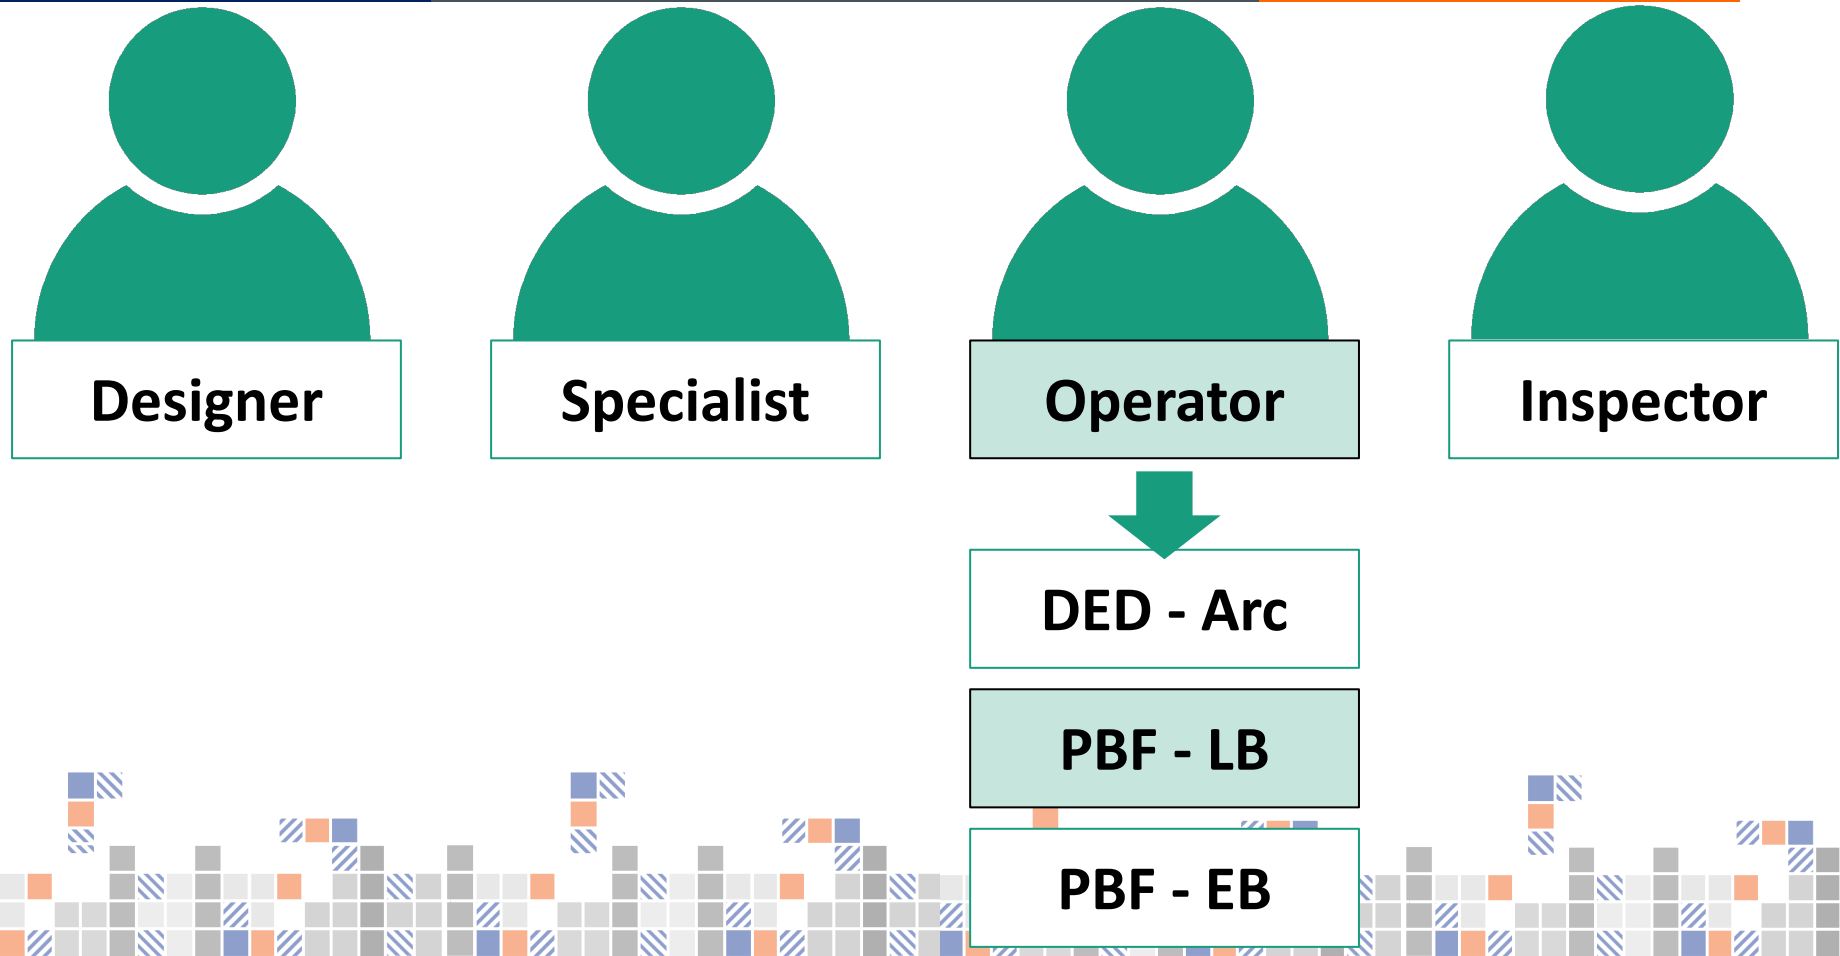 Designer
Specialist
Operator
Inspector
DED - Arc
PBF - LB
PBF - EB